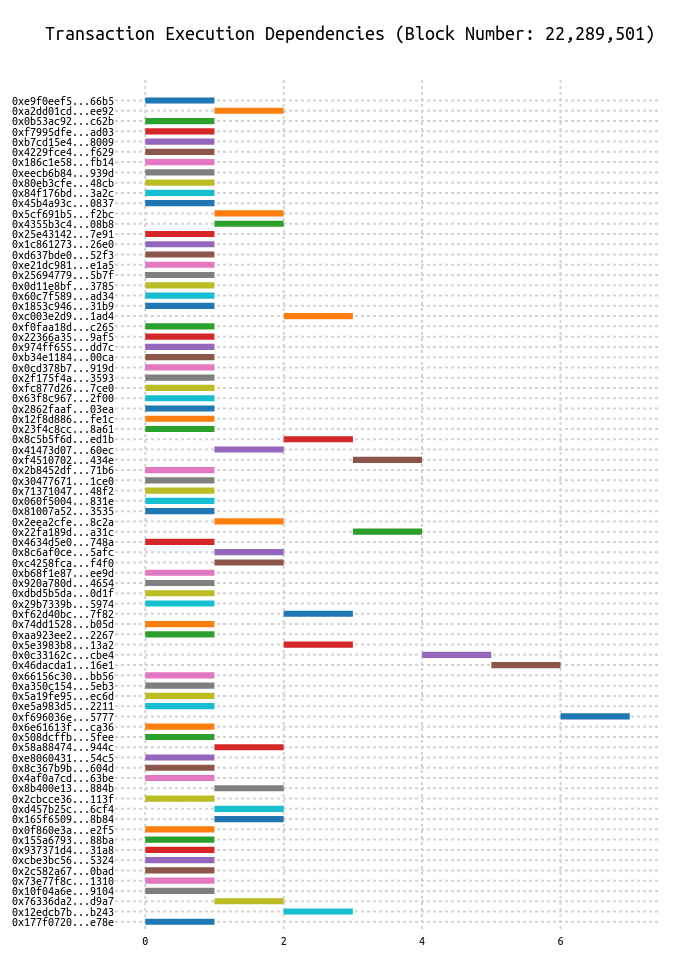 Transaction Execution Dependencies (Block Number: 22,289,501)
0xe9f0eef5...66b5
0xa2dd01cd...ee92
0x0b53ac92...c62b
0xf7995dfe...ad03
0xb7cd15e4...8009
0x4229fce4...f629
0x186c1e58...fb14
0xeecb6b84...939d
0x80eb3cfe...48cb
0x84f176bd...3a2c
0x45b4a93c...0837
0x5cf691b5...f2bc
0x4355b3c4...08b8
0x25e43142...7e91
0x1c861273...26e0
0xd637bde0...52f3
0xe21dc981...e1a5
0x25694779...5b7f
0x0d11e8bf...3785
0x60c7f589...ad34
0x1853c946...31b9
0xc003e2d9...1ad4
0xf0faa18d...c265
0x22366a35...9af5
0x974ff655...dd7c
0xb34e1184...00ca
0x0cd378b7...919d
0x2f175f4a...3593
0xfc877d26...7ce0
0x63f8c967...2f00
0x2862faaf...03ea
0x12f8d886...fe1c
0x23f4c8cc...8a61
0x8c5b5f6d...ed1b
0x41473d07...60ec
0xf4510702...434e
0x2b8452df...71b6
0x30477671...1ce0
0x71371047...48f2
0x060f5004...831e
0x81007a52...3535
0x2eea2cfe...8c2a
0x22fa189d...a31c
0x4634d5e0...748a
0x8c6af0ce...5afc
0xc4258fca...f4f0
0xb68f1e87...ee9d
0x920a780d...4654
0xdbd5b5da...0d1f
0x29b7339b...5974
0xf62d40bc...7f82
0x74dd1528...b05d
0xaa923ee2...2267
0x5e3983b8...13a2
0x0c33162c...cbe4
0x46dacda1...16e1
0x66156c30...bb56
0xa350c154...5eb3
0x5a19fe95...ec6d
0xe5a983d5...2211
0xf696036e...5777
0x6e61613f...ca36
0x508dcffb...5fee
0x58a88474...944c
0xe8060431...54c5
0x8c367b9b...604d
0x4af0a7cd...63be
0x8b400e13...884b
0x2cbcce36...113f
0xd457b25c...6cf4
0x165f6509...8b84
0x0f860e3a...e2f5
0x155a6793...88ba
0x937371d4...31a8
0xcbe3bc56...5324
0x2c582a67...0bad
0x73e77f8c...1310
0x10f04a6e...9104
0x76336da2...d9a7
0x12edcb7b...b243
0x177f0720...e78e
0 2 4 6